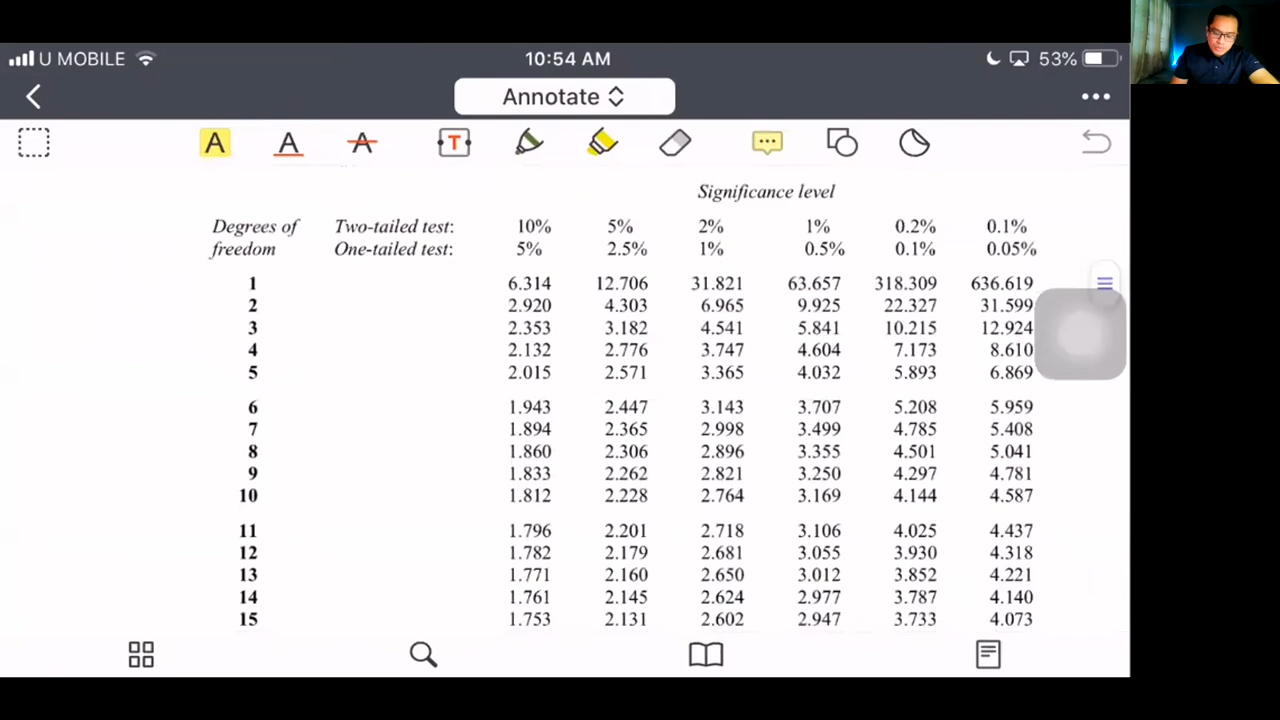 U MOBILE 10:54 AM 53%
Annotate
A A A T
Significance level
Degrees of Two-tailed test: 10% 5% 2% 1% 0.2% 0.1%
freedom One-tailed test: 5% 2.5% 1% 0.5% 0.1% 0.05%
1 6.314 12.706 31.821 63.657 318.309 636.619
2 2.920 4.303 6.965 9.925 22.327 31.599
3 2.353 3.182 4.541 5.841 10.215 12.924
4 2.132 2.776 3.747 4.604 7.173 8.610
5 2.015 2.571 3.365 4.032 5.893 6.869
6 1.943 2.447 3.143 3.707 5.208 5.959
7 1.894 2.365 2.998 3.499 4.785 5.408
8 1.860 2.306 2.896 3.355 4.501 5.041
9 1.833 2.262 2.821 3.250 4.297 4.781
10 1.812 2.228 2.764 3.169 4.144 4.587
11 1.796 2.201 2.718 3.106 4.025 4.437
12 1.782 2.179 2.681 3.055 3.930 4.318
13 1.771 2.160 2.650 3.012 3.852 4.221
14 1.761 2.145 2.624 2.977 3.787 4.140
15 1.753 2.131 2.602 2.947 3.733 4.073